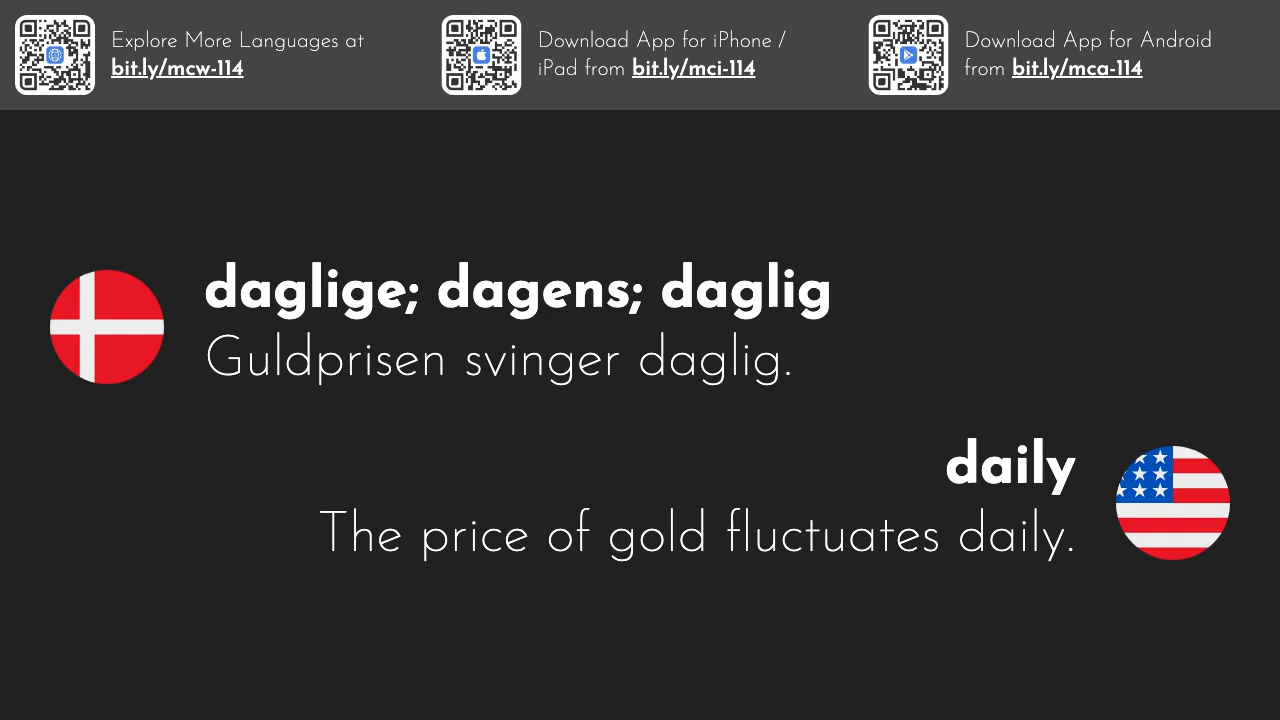 Explore More Languages at
bit.ly/mcw-114
Download App for iPhone /
iPad from bit.ly/mci-114
Download App for Android
from bit.ly/mca-114
daglige; dagens; daglig
Guldprisen svinger daglig.
daily
The price of gold fluctuates daily.